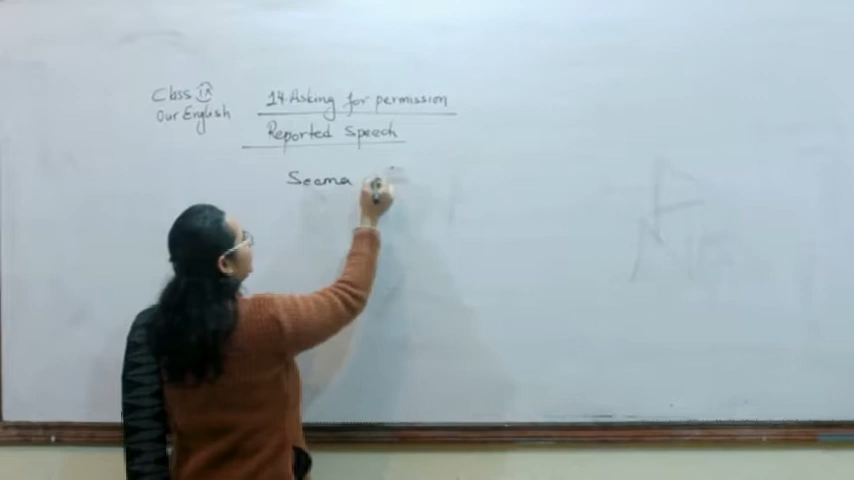 Class IX
Our English
14. Asking for permission
Reported Speech
Seema